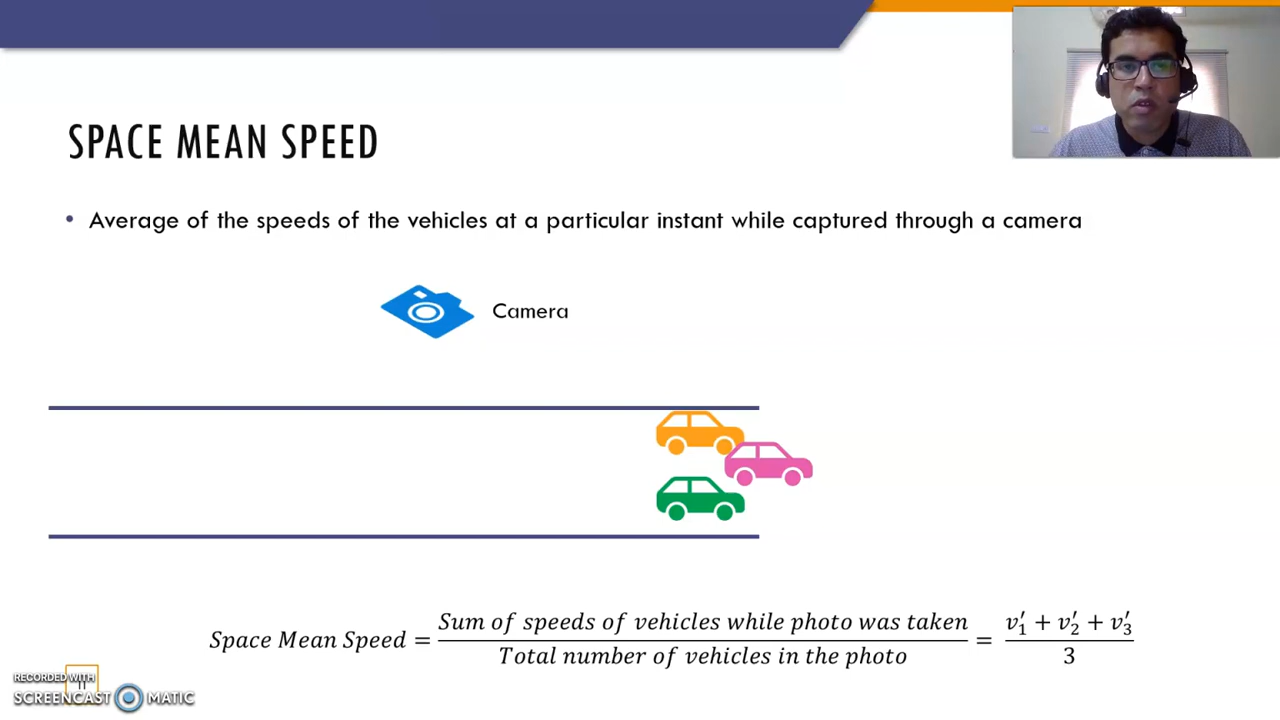 SPACE MEAN SPEED
• Average of the speeds of the vehicles at a particular instant while captured through a camera
Camera
Space Mean Speed = Sum of speeds of vehicles while photo was taken / Total number of vehicles in the photo = v′₁ + v′₂ + v′₃ / 3
RECORDED WITH
11
SCREENCAST MATIC